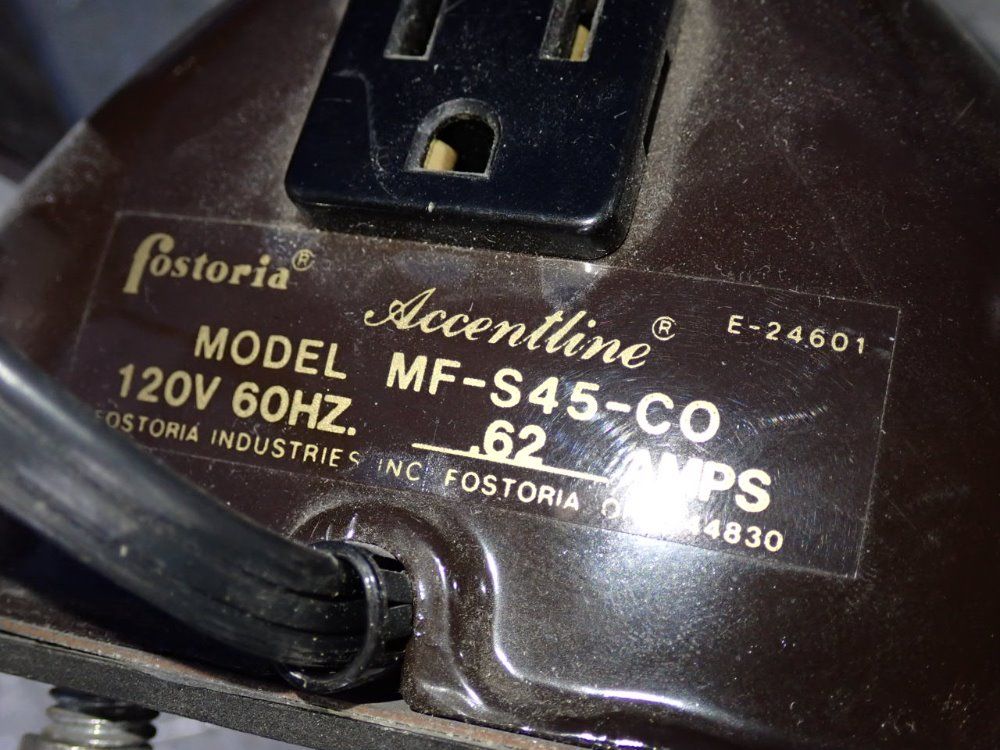 fostoria®
Accentline® E-24601
MODEL MF-S45-CO
120V 60HZ. .62 AMPS
FOSTORIA INDUSTRIES INC FOSTORIA 44830